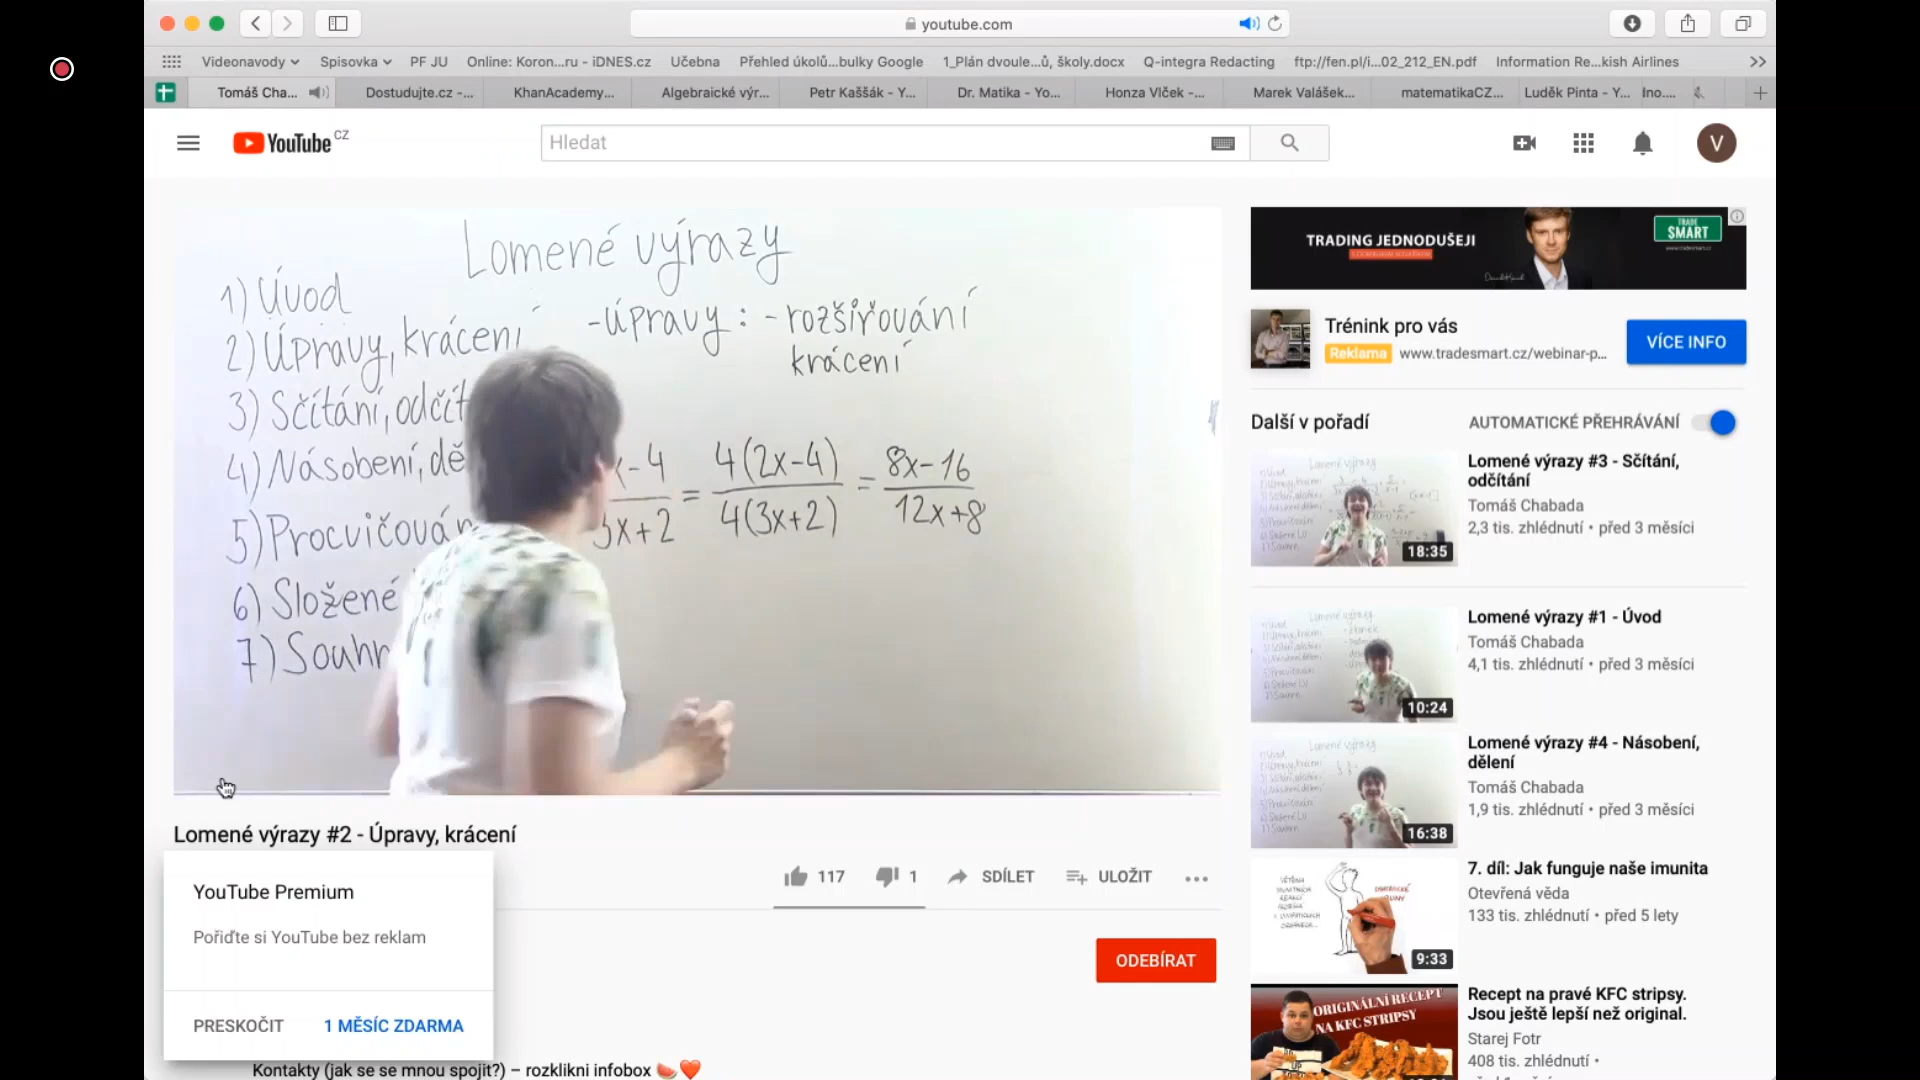 youtube.com
Videonavody Spisovka PF JU Online: Koron...ru - iDNES.cz Učebna Přehled úkolů...bulky Google 1_Plán dvoule...ů, školy.docx Q-integra Redacting ftp://fen.pl/i...02_212_EN.pdf Information Re...kish Airlines
Tomáš Cha... Dostudujte.cz -... KhanAcademy... Algebraické výr... Petr Kaššák - Y... Dr. Matika - Yo... Honza Vlček -... Marek Valášek... matematikaCZ... Luděk Pinta - Y...
YouTube CZ
Hledat
V
Lomené výrazy
1) Úvod
2) Úpravy, krácení
3) Sčítání, odčít
4) Násobení, dě
5) Procvičován
6) Složené
7) Souhr
- úpravy : - rozšiřování
krácení
x-4 4(2x-4) 8x-16
= =
3x+2 4(3x+2) 12x+8
Lomené výrazy #2 - Úpravy, krácení
117 1 SDÍLET ULOŽIT
YouTube Premium
Pořiďte si YouTube bez reklam
PŘESKOČIT 1 MĚSÍC ZDARMA
ODEBÍRAT
Kontakty (jak se se mnou spojit?) – rozklikni infobox 🍉❤️
TRADING JEDNODUŠEJI
TRADE
SMART
Trénink pro vás
Reklama www.tradesmart.cz/webinar-p...
VÍCE INFO
Další v pořadí AUTOMATICKÉ PŘEHRÁVÁNÍ
Lomené výrazy #3 - Sčítání,
odčítání
Tomáš Chabada
2,3 tis. zhlédnutí • před 3 měsíci
18:35
Lomené výrazy #1 - Úvod
Tomáš Chabada
4,1 tis. zhlédnutí • před 3 měsíci
10:24
Lomené výrazy #4 - Násobení,
dělení
Tomáš Chabada
1,9 tis. zhlédnutí • před 3 měsíci
16:38
7. díl: Jak funguje naše imunita
Otevřená věda
133 tis. zhlédnutí • před 5 lety
9:33
Recept na pravé KFC stripsy.
Jsou ještě lepší než original.
Starej Fotr
408 tis. zhlédnutí •
ORIGINÁLNÍ RECEPT
NA KFC STRIPSY